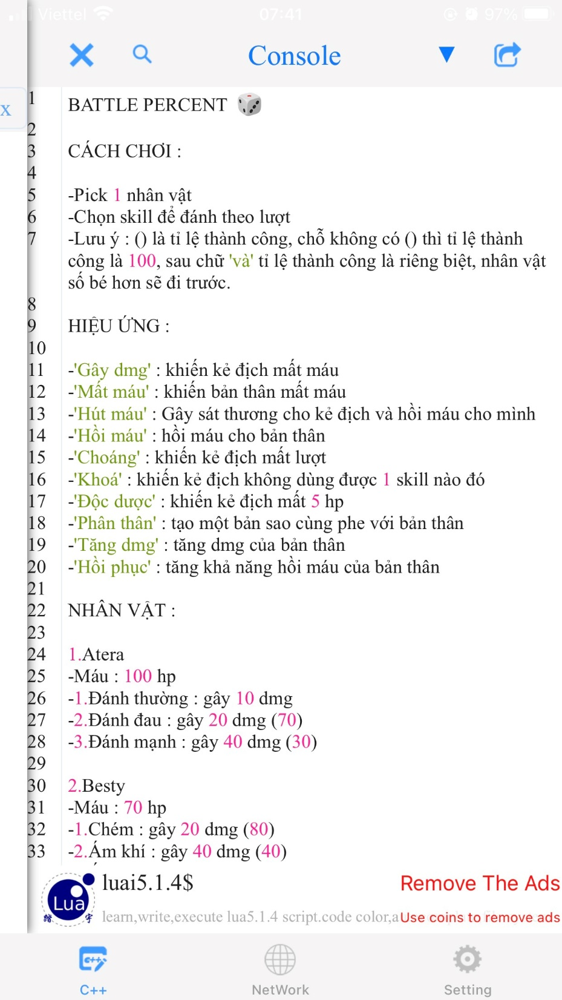 Viettel 07:41 97%
Console
x
1 BATTLE PERCENT
2
3 CÁCH CHƠI :
4
5 -Pick 1 nhân vật
6 -Chọn skill để đánh theo lượt
7 -Lưu ý : () là tỉ lệ thành công, chỗ không có () thì tỉ lệ thành
công là 100, sau chữ 'và' tỉ lệ thành công là riêng biệt, nhân vật
số bé hơn sẽ đi trước.
8
9 HIỆU ỨNG :
10
11 -'Gây dmg' : khiến kẻ địch mất máu
12 -'Mất máu' : khiến bản thân mất máu
13 -'Hút máu' : Gây sát thương cho kẻ địch và hồi máu cho mình
14 -'Hồi máu' : hồi máu cho bản thân
15 -'Choáng' : khiến kẻ địch mất lượt
16 -'Khoá' : khiến kẻ địch không dùng được 1 skill nào đó
17 -'Độc dược' : khiến kẻ địch mất 5 hp
18 -'Phân thân' : tạo một bản sao cùng phe với bản thân
19 -'Tăng dmg' : tăng dmg của bản thân
20 -'Hồi phục' : tăng khả năng hồi máu của bản thân
21
22 NHÂN VẬT :
23
24 1.Atera
25 -Máu : 100 hp
26 -1.Đánh thường : gây 10 dmg
27 -2.Đánh đau : gây 20 dmg (70)
28 -3.Đánh mạnh : gây 40 dmg (30)
29
30 2.Besty
31 -Máu : 70 hp
32 -1.Chém : gây 20 dmg (80)
33 -2.Ám khí : gây 40 dmg (40)
Lua
luai5.1.4$
Remove The Ads
learn,write,execute lua5.1.4 script.code color,a
Use coins to remove ads
C++
C++ NetWork Setting